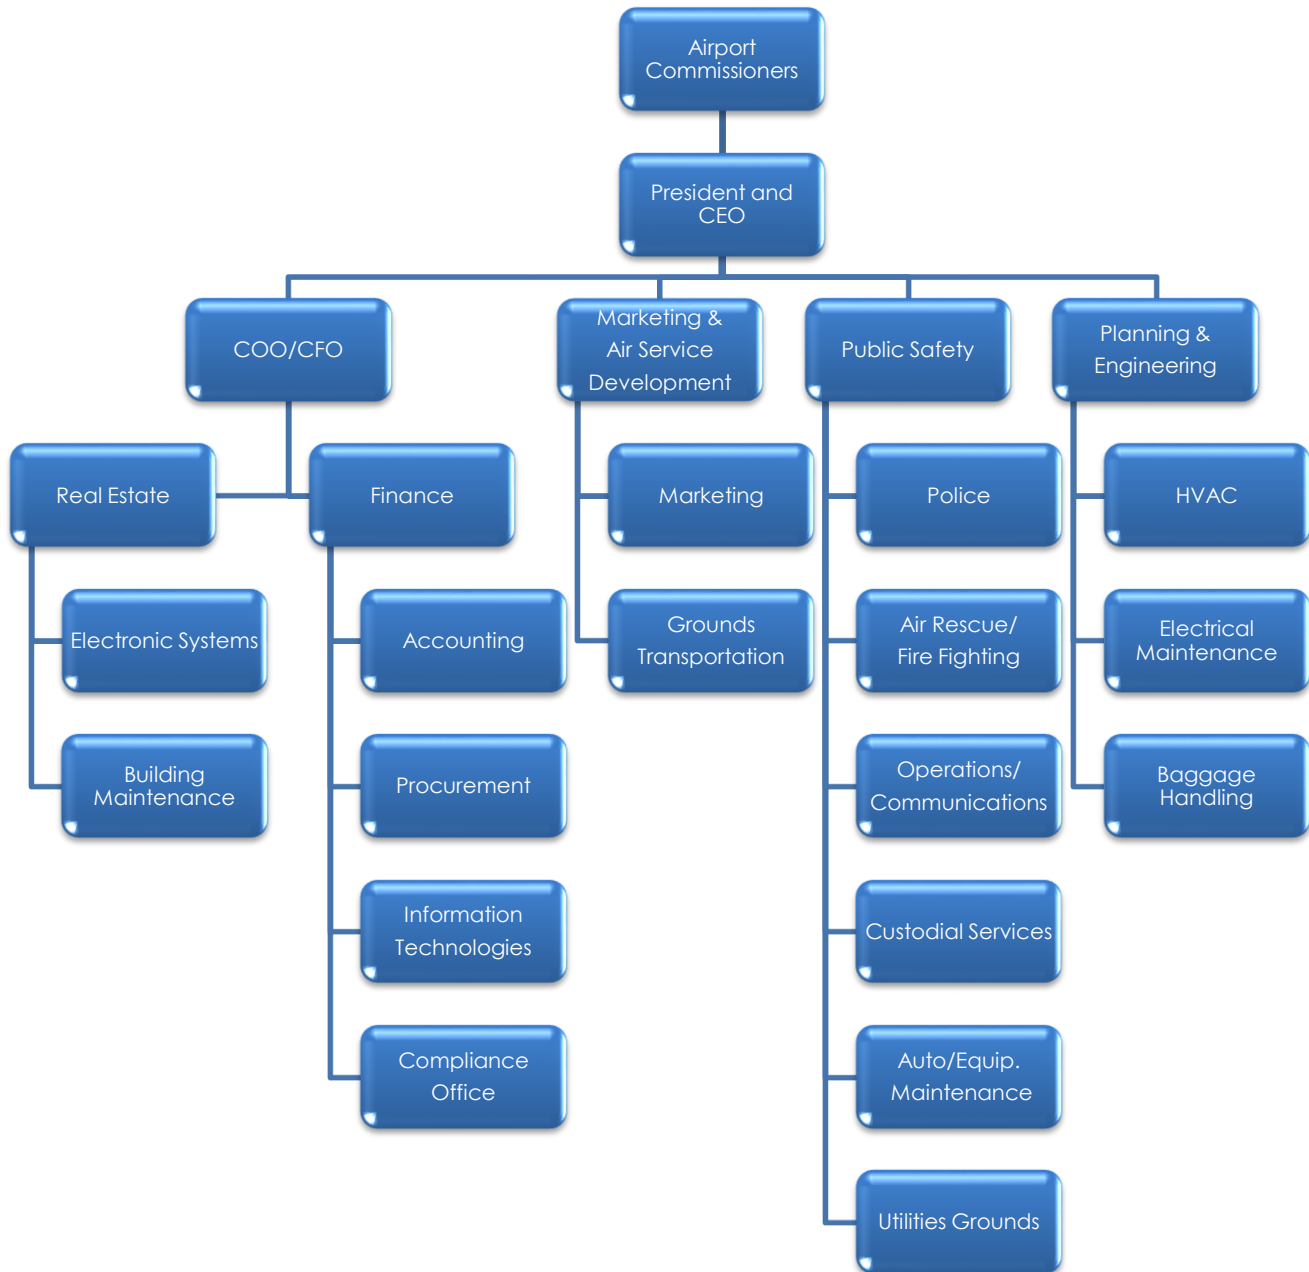 Airport
Commissioners
President and
CEO
COO/CFO
Marketing &
Air Service
Development
Public Safety
Planning &
Engineering
Real Estate
Finance
Marketing
Police
HVAC
Electronic Systems
Accounting
Grounds
Transportation
Air Rescue/
Fire Fighting
Electrical
Maintenance
Building
Maintenance
Procurement
Operations/
Communications
Baggage
Handling
Information
Technologies
Custodial Services
Compliance
Office
Auto/Equip.
Maintenance
Utilities Grounds